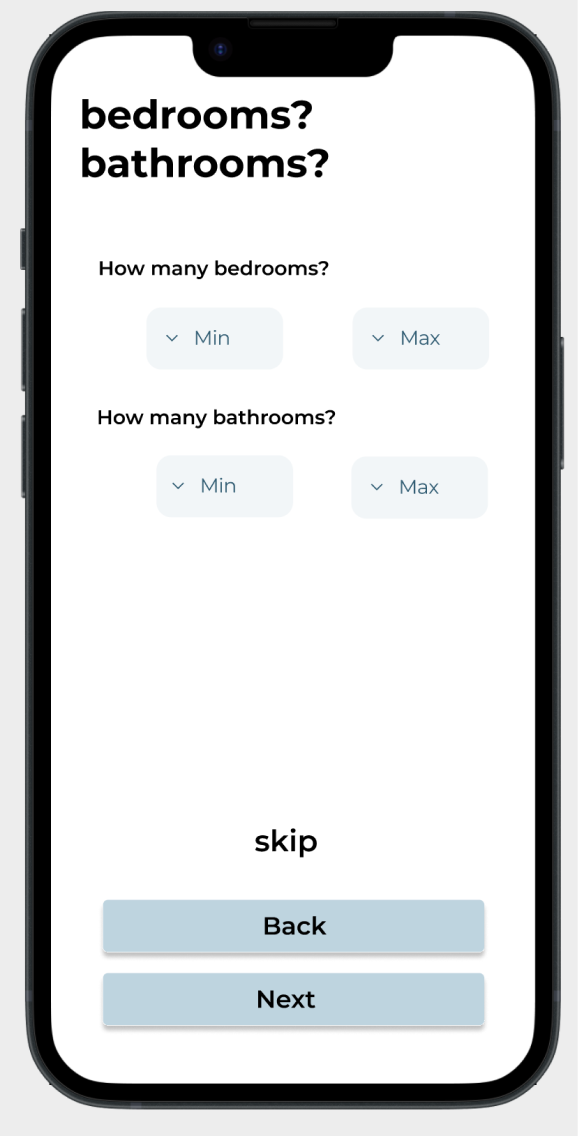 bedrooms?
bathrooms?
How many bedrooms?
Min Max
How many bathrooms?
Min Max
skip
Back
Next